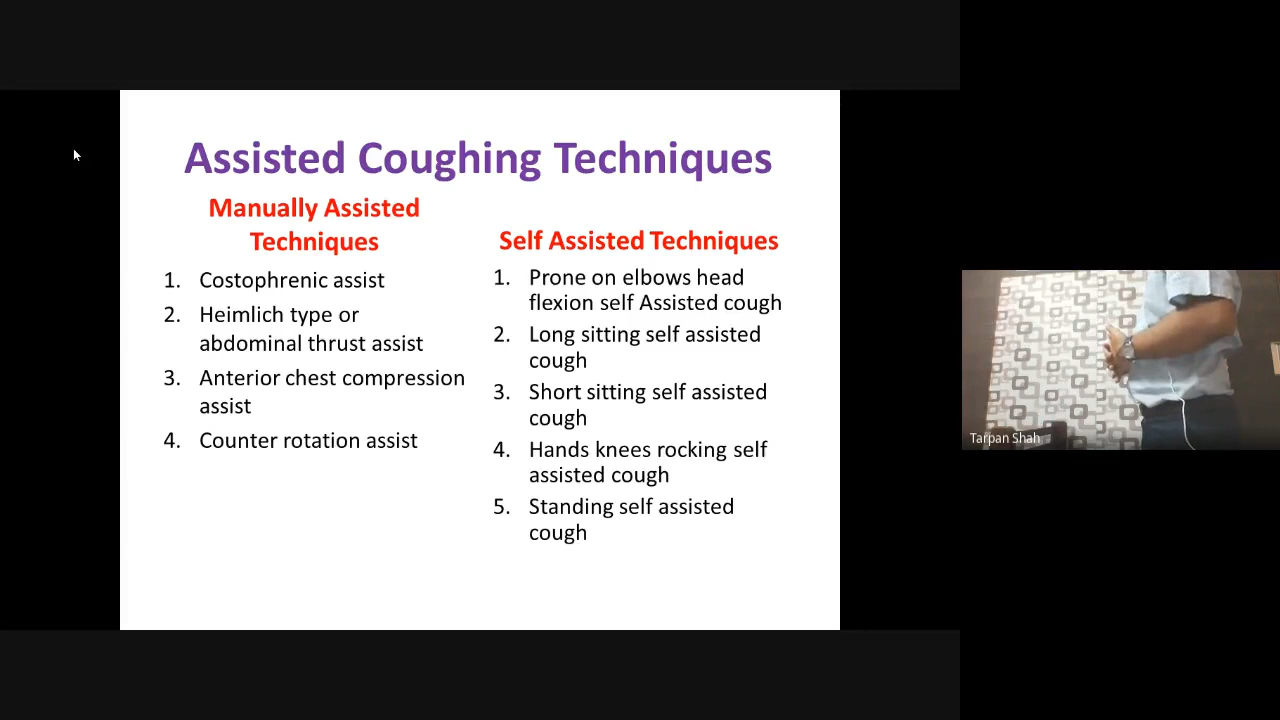 Assisted Coughing Techniques
Manually Assisted
Techniques
1. Costophrenic assist
2. Heimlich type or
abdominal thrust assist
3. Anterior chest compression
assist
4. Counter rotation assist
Self Assisted Techniques
1. Prone on elbows head
flexion self Assisted cough
2. Long sitting self assisted
cough
3. Short sitting self assisted
cough
4. Hands knees rocking self
assisted cough
5. Standing self assisted
cough
Tarpan Shah